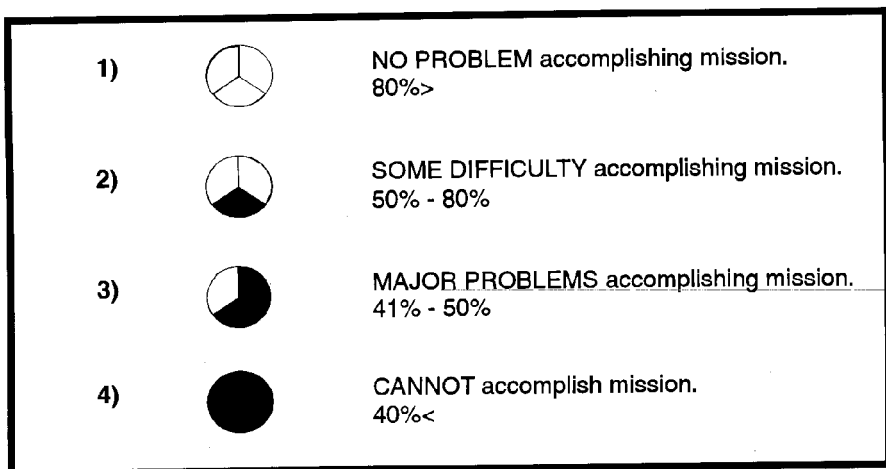 1) NO PROBLEM accomplishing mission.
80%>
2) SOME DIFFICULTY accomplishing mission.
50% - 80%
3) MAJOR PROBLEMS accomplishing mission.
41% - 50%
4) CANNOT accomplish mission.
40%<